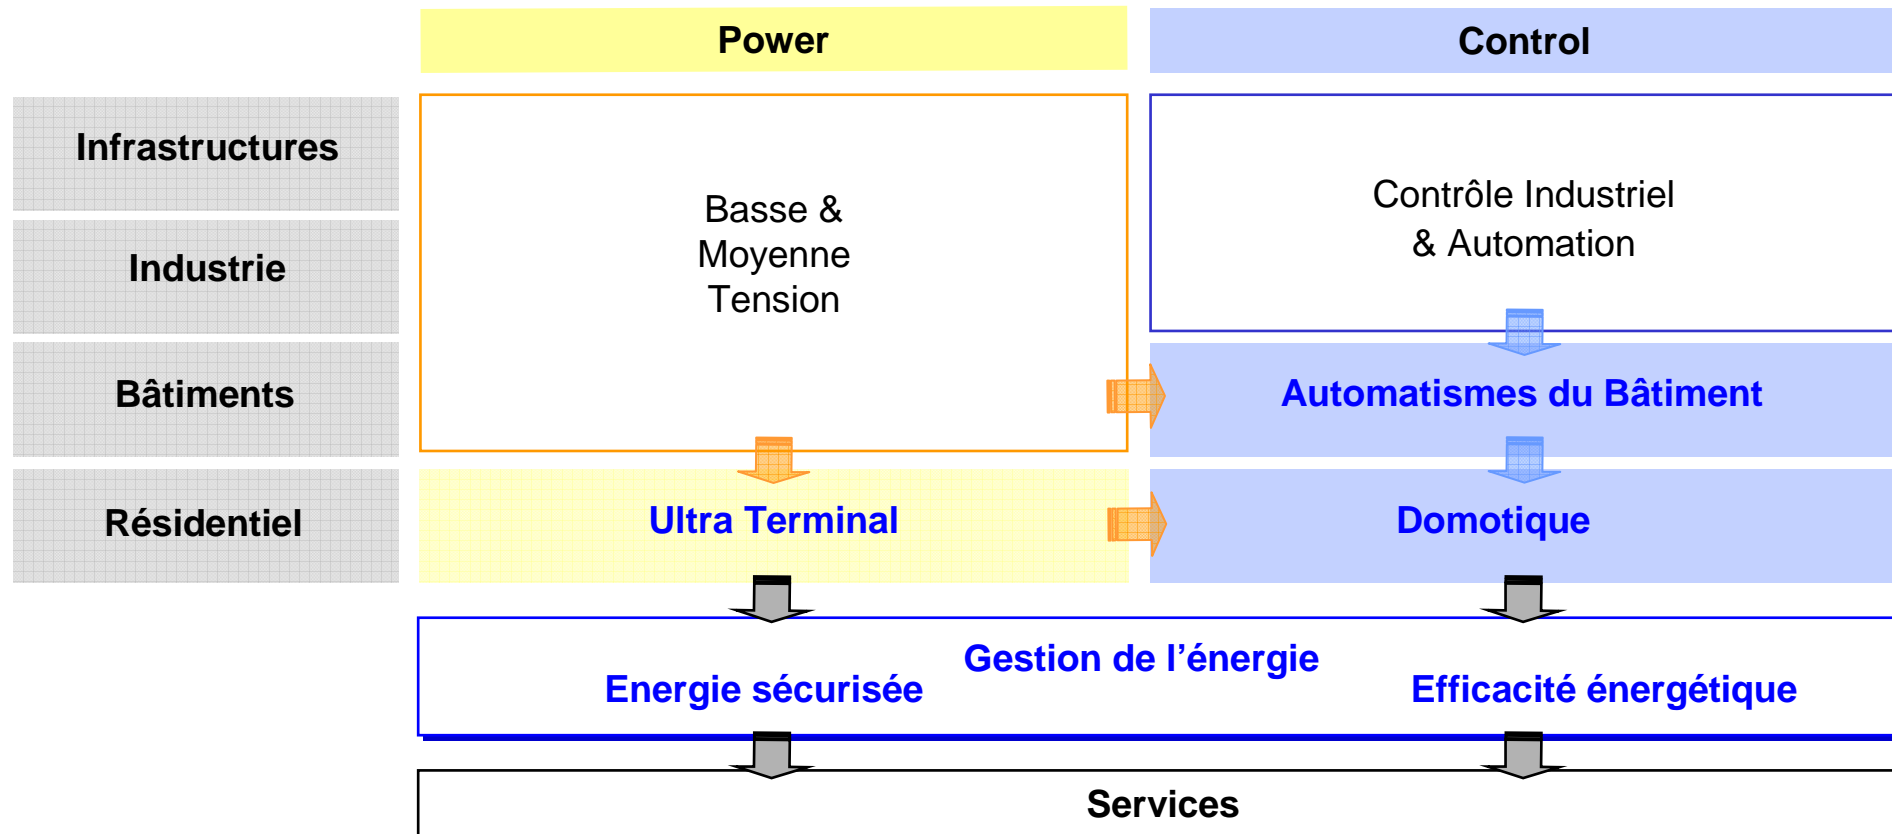 Power
Control
Infrastructures
Industrie
Bâtiments
Résidentiel
Basse &
Moyenne
Tension
Contrôle Industriel
& Automation
Automatismes du Bâtiment
Ultra Terminal
Domotique
Gestion de l’énergie
Energie sécurisée
Efficacité énergétique
Services